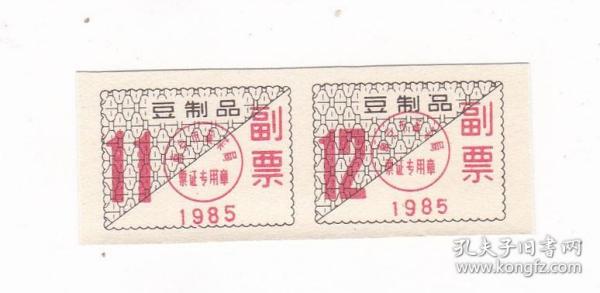 豆制品
11
副票
票证专用章
1985
豆制品
12
副票
票证专用章
1985
孔夫子旧书网
www.kongfz.com